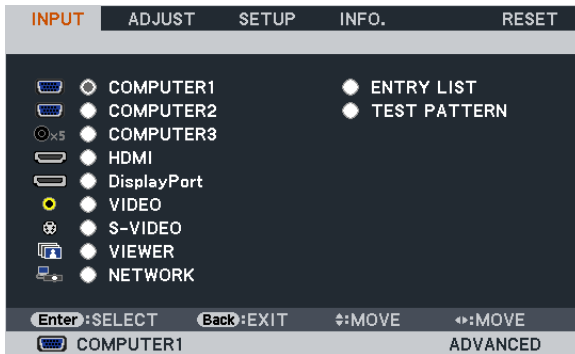 INPUT ADJUST SETUP INFO. RESET
COMPUTER1 ENTRY LIST
COMPUTER2 TEST PATTERN
×5 COMPUTER3
HDMI
DisplayPort
VIDEO
S-VIDEO
VIEWER
NETWORK
Enter:SELECT Back:EXIT :MOVE :MOVE
COMPUTER1 ADVANCED